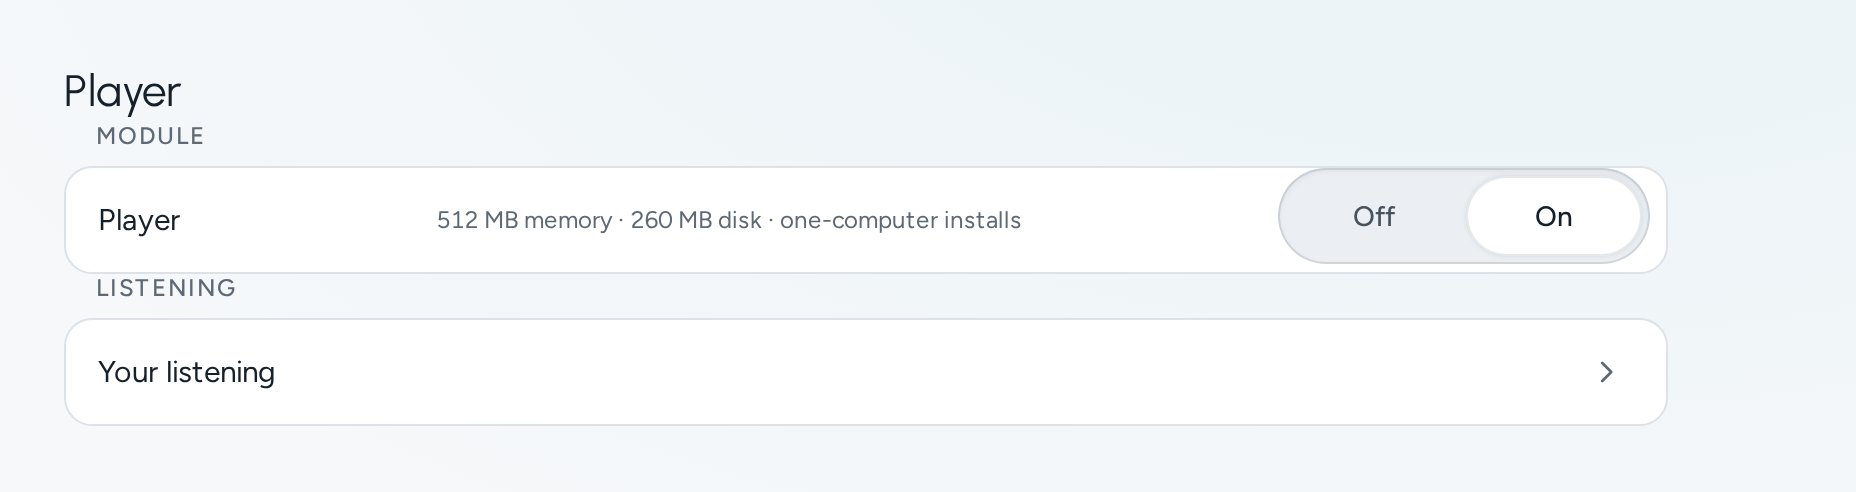 Player
MODULE
Player 512 MB memory · 260 MB disk · one-computer installs Off On
LISTENING
Your listening